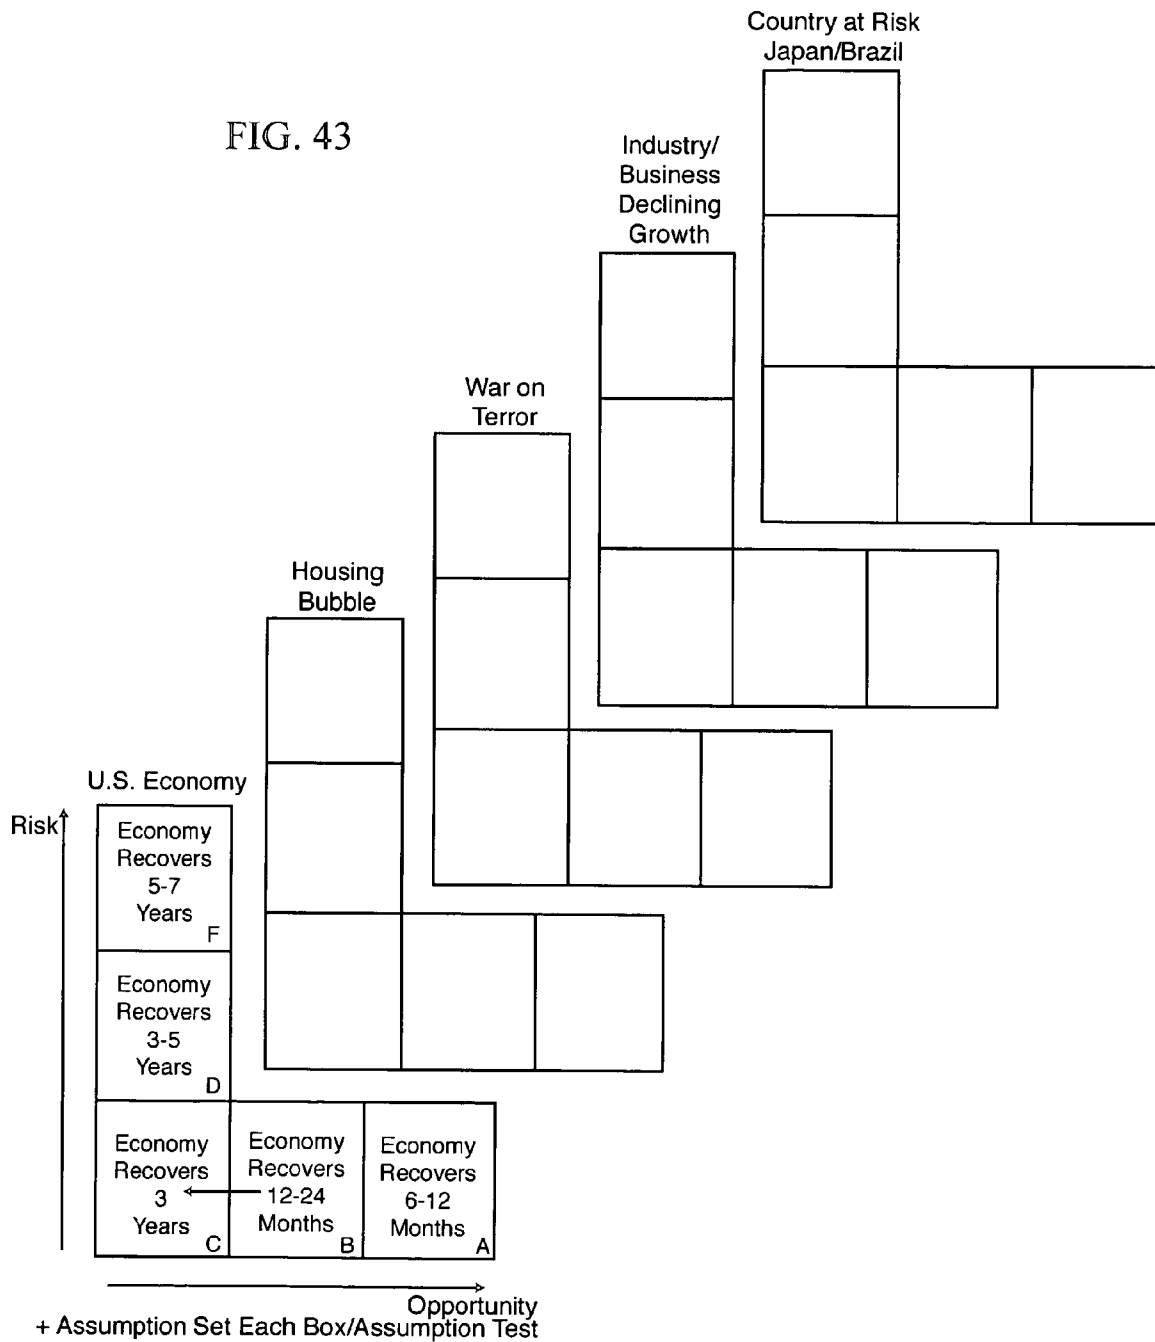 Country at Risk
Japan/Brazil
FIG. 43
Industry/
Business
Declining
Growth
War on
Terror
Housing
Bubble
U.S. Economy
Risk
Economy
Recovers
5-7
Years
F
Economy
Recovers
3-5
Years
D
Economy
Recovers
3
Years
C
Economy
Recovers
12-24
Months
B
Economy
Recovers
6-12
Months
A
Opportunity
+ Assumption Set Each Box/Assumption Test